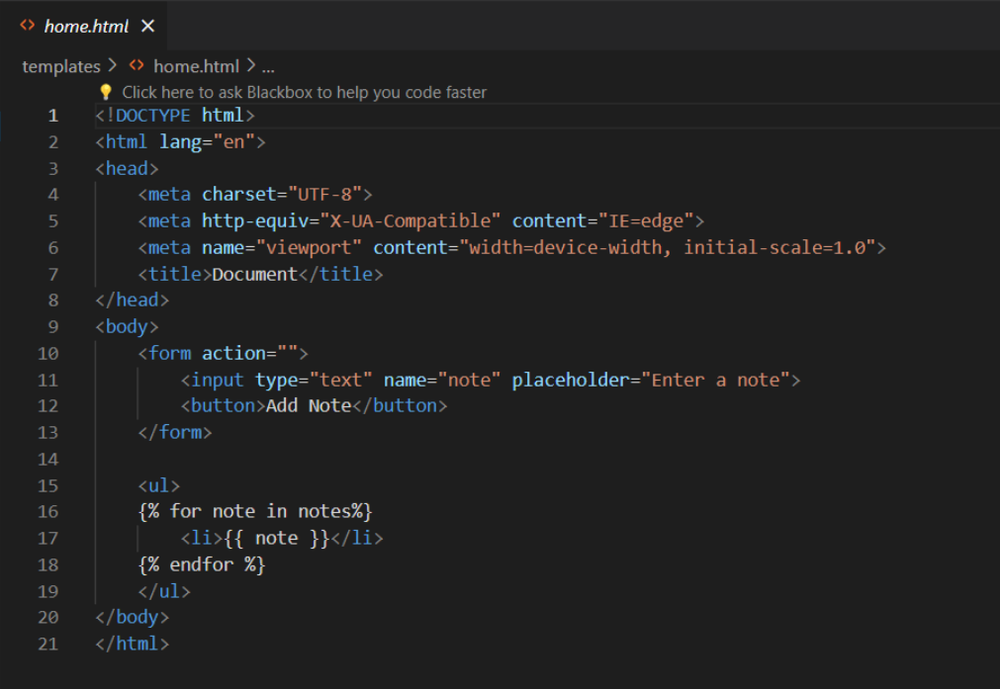 home.html
templates > home.html > ...
Click here to ask Blackbox to help you code faster
1 <!DOCTYPE html>
2 <html lang="en">
3 <head>
4     <meta charset="UTF-8">
5     <meta http-equiv="X-UA-Compatible" content="IE=edge">
6     <meta name="viewport" content="width=device-width, initial-scale=1.0">
7     <title>Document</title>
8 </head>
9 <body>
10     <form action="">
11         <input type="text" name="note" placeholder="Enter a note">
12         <button>Add Note</button>
13     </form>
14
15     <ul>
16     {% for note in notes%}
17         <li>{{ note }}</li>
18     {% endfor %}
19     </ul>
20 </body>
21 </html>